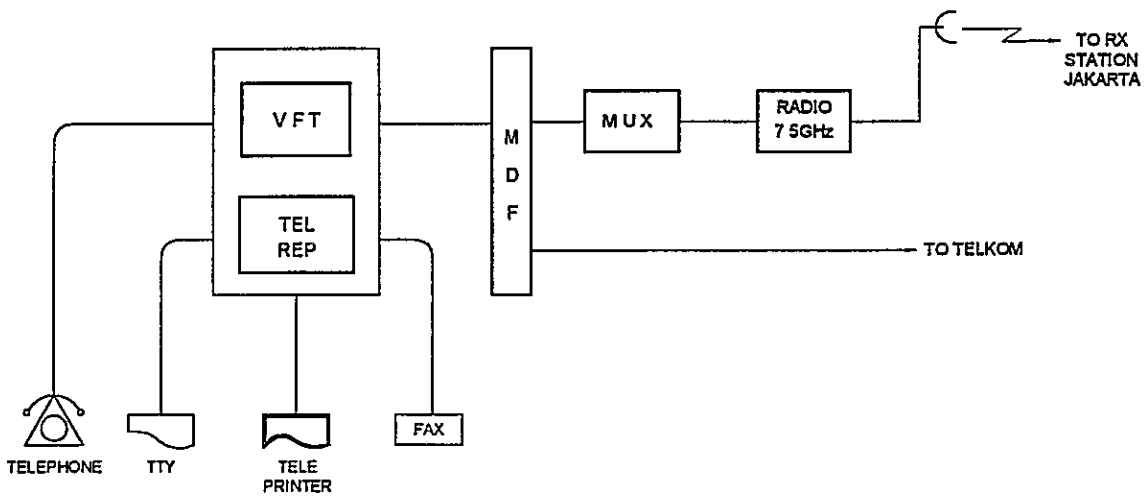 VFT
TEL
REP
M
D
F
MUX
RADIO
7 5GHz
TO RX
STATION
JAKARTA
TO TELKOM
TELEPHONE
TTY
TELE
PRINTER
FAX